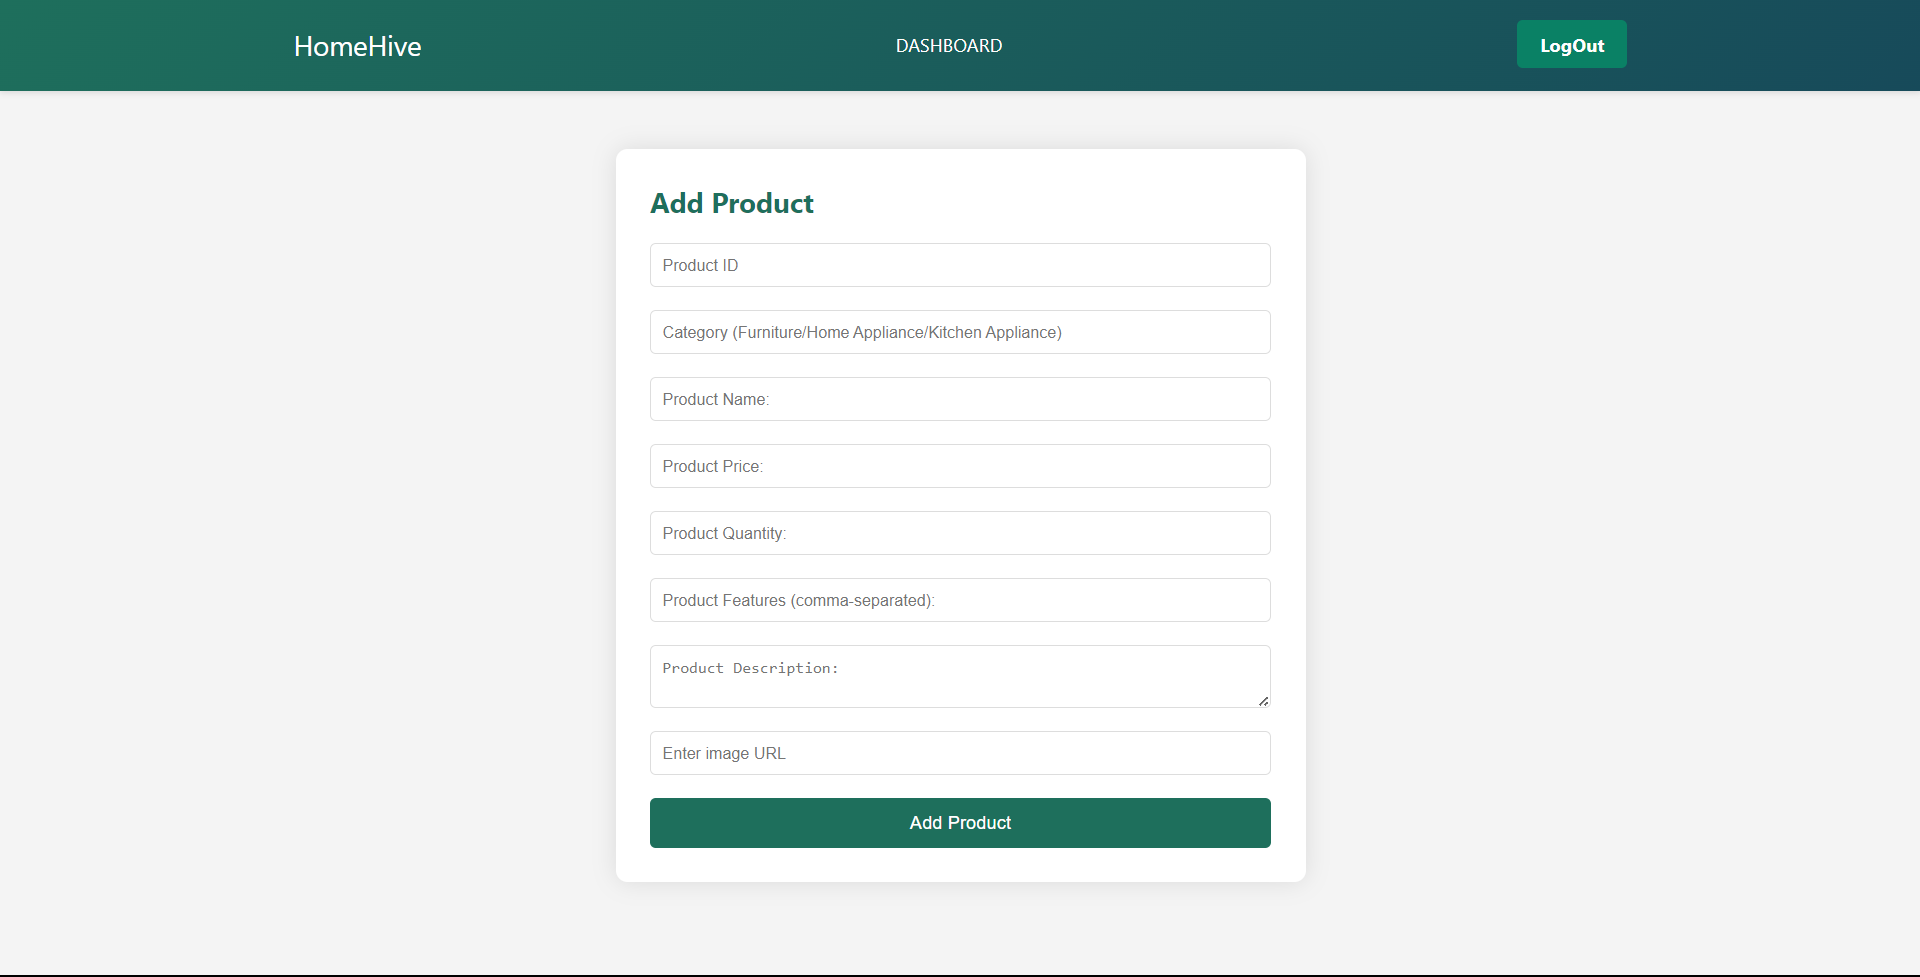 HomeHive
DASHBOARD
LogOut
Add Product
Product ID
Category (Furniture/Home Appliance/Kitchen Appliance)
Product Name:
Product Price:
Product Quantity:
Product Features (comma-separated):
Product Description:
Enter image URL
Add Product